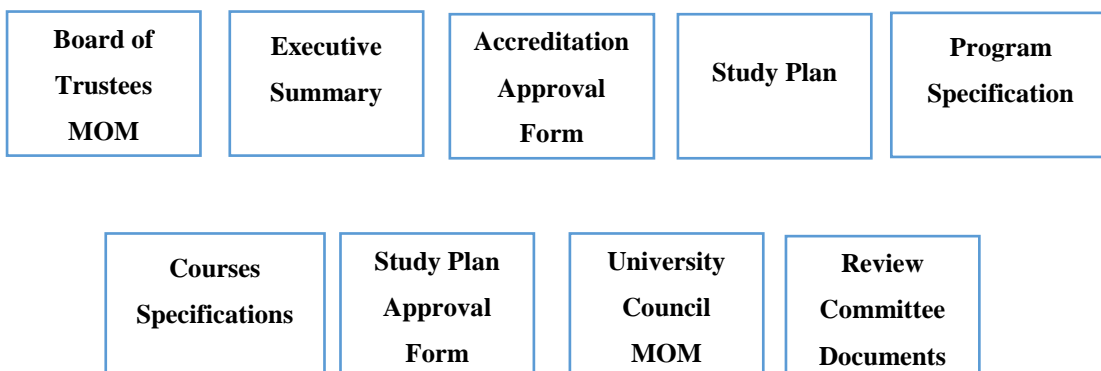 Board of
Trustees
MOM
Executive
Summary
Accreditation
Approval
Form
Study Plan
Program
Specification
Courses
Specifications
Study Plan
Approval
Form
University
Council
MOM
Review
Committee
Documents